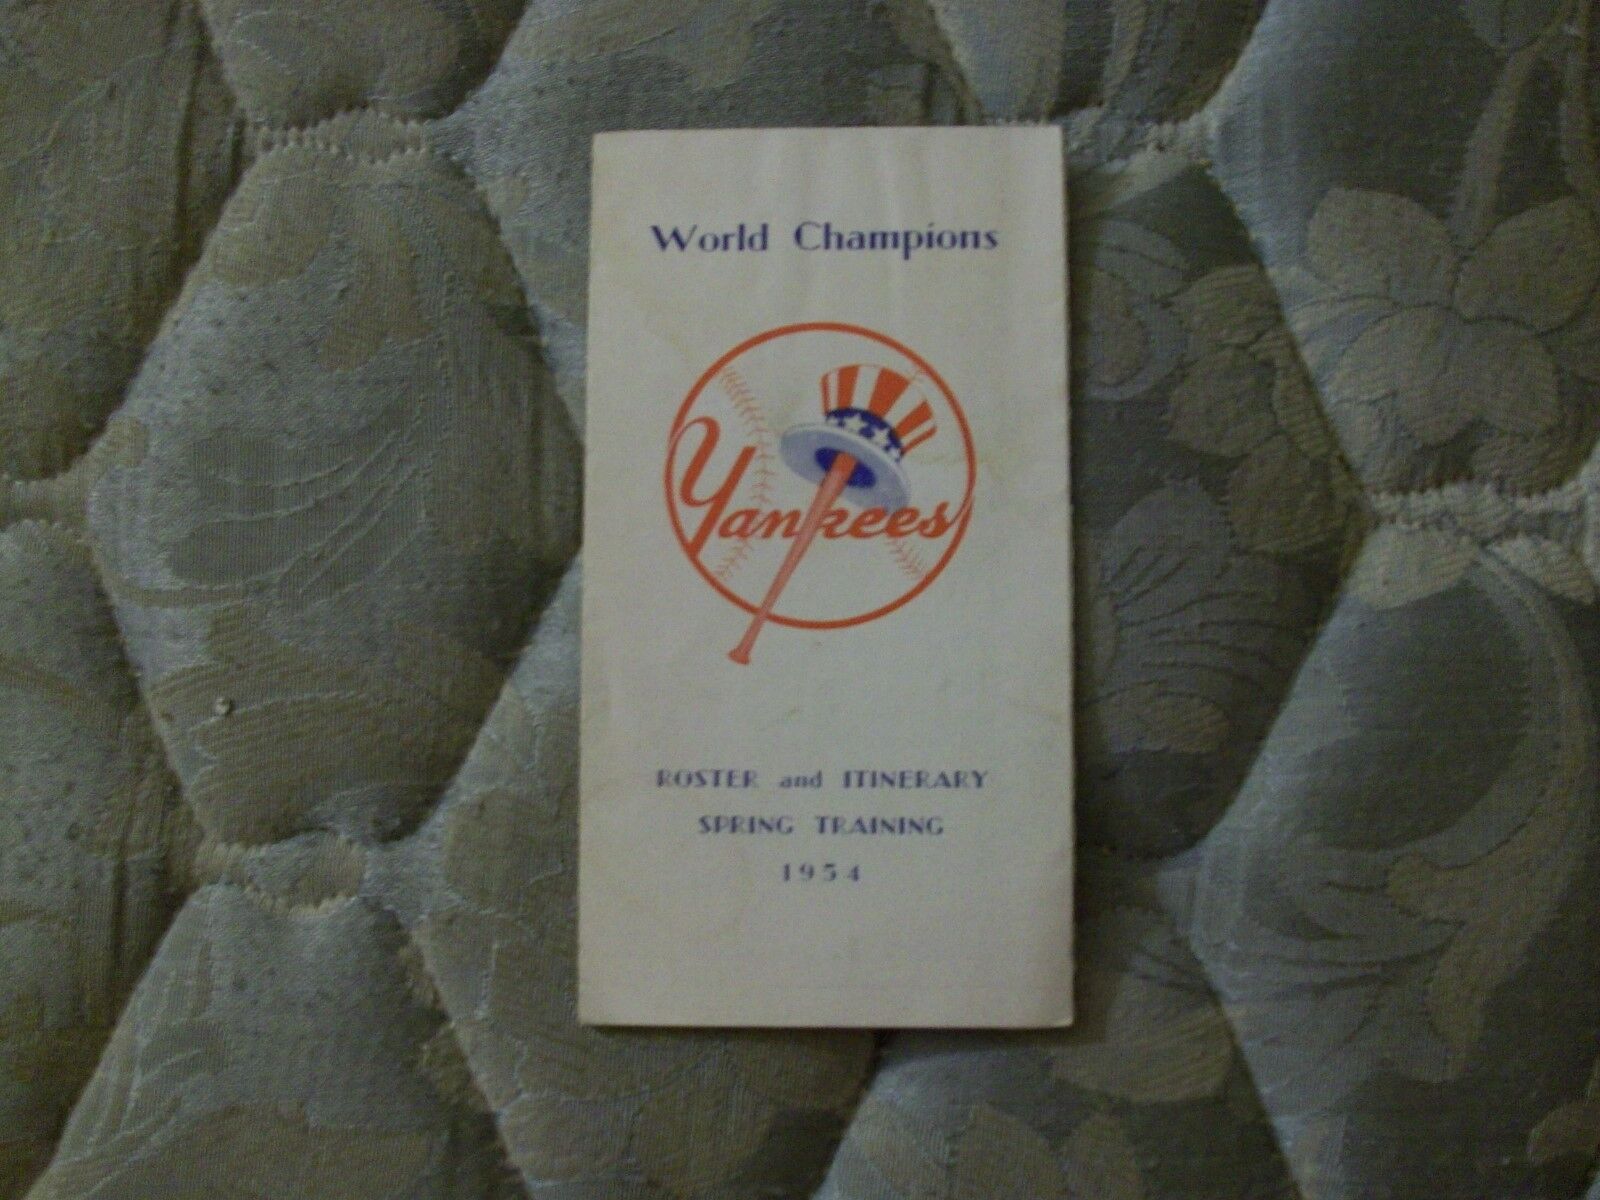 World Champions
Yankees
ROSTER and ITINERARY
SPRING TRAINING
1954